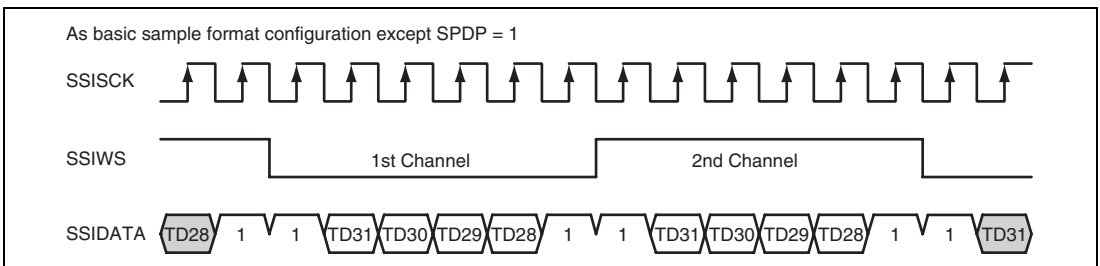 As basic sample format configuration except SPDP = 1
SSISCK
SSIWS 1st Channel 2nd Channel
SSIDATA TD28 1 1 TD31 TD30 TD29 TD28 1 1 TD31 TD30 TD29 TD28 1 1 TD31